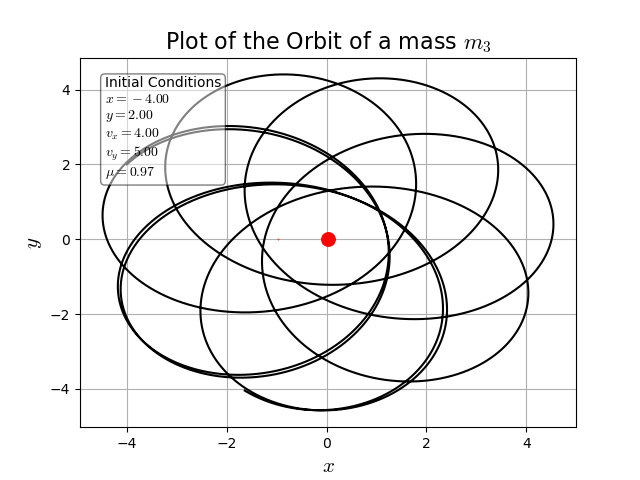 Plot of the Orbit of a mass m₃
Initial Conditions
x = −4.00
y = 2.00
vₓ = 4.00
v_y = 5.00
μ = 0.97
4
2
0
−2
−4
y
−4
−2
0
2
4
x